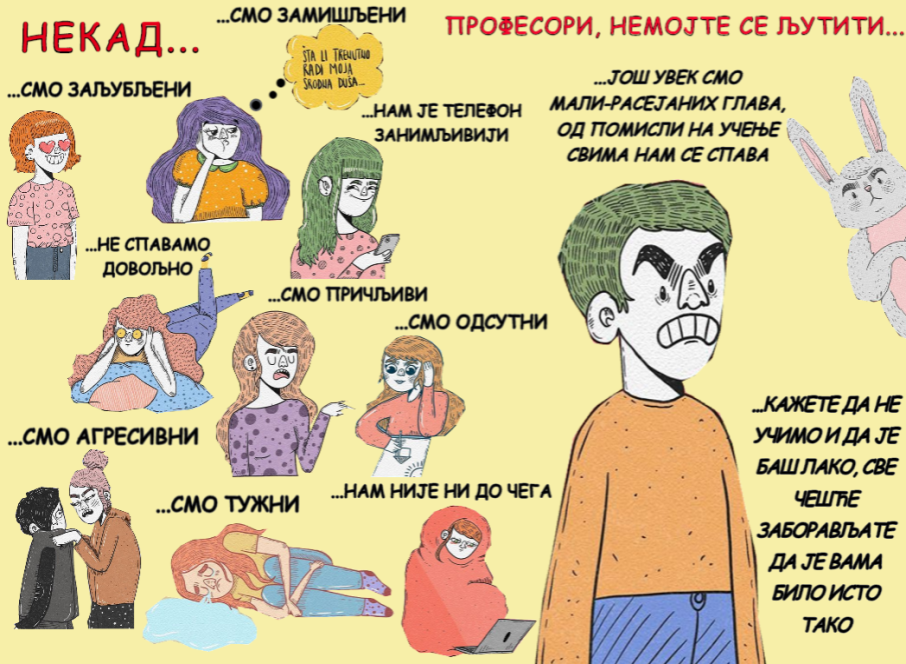 НЕКАД...
...СМО ЗАМИШЉЕНИ
ŠTA LI TRENUTNO
RADI MOJA
SRODNA DUŠA...
...СМО ЗАЉУБЉЕНИ
...НАМ ЈЕ ТЕЛЕФОН
ЗАНИМЉИВИЈИ
...НЕ СПАВАМО
ДОВОЉНО
...СМО ПРИЧЉИВИ
...СМО ОДСУТНИ
...СМО АГРЕСИВНИ
...СМО ТУЖНИ
...НАМ НИЈЕ НИ ДО ЧЕГА
ПРОФЕСОРИ, НЕМОЈТЕ СЕ ЉУТИТИ...
...ЈОШ УВЕК СМО
МАЛИ-РАСЕЈАНИХ ГЛАВА,
ОД ПОМИСЛИ НА УЧЕЊЕ
СВИМА НАМ СЕ СПАВА
...КАЖЕТЕ ДА НЕ
УЧИМО И ДА ЈЕ
БАШ ЛАКО, СВЕ
ЧЕШЋЕ
ЗАБОРАВЉАТЕ
ДА ЈЕ ВАМА
БИЛО ИСТО
ТАКО